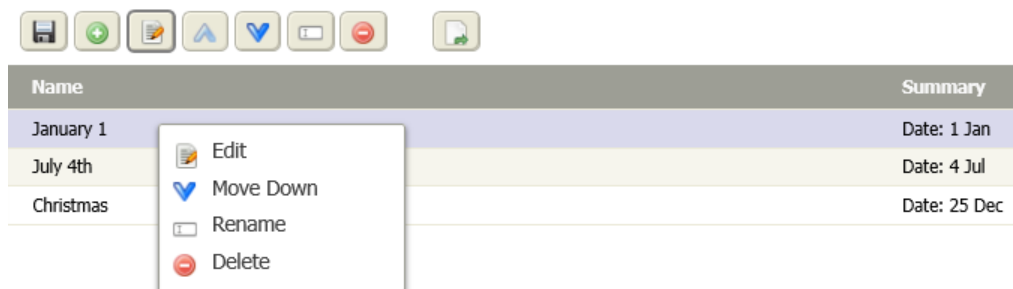 Name Summary
January 1 Date: 1 Jan
July 4th Date: 4 Jul
Christmas Date: 25 Dec
Edit
Move Down
Rename
Delete